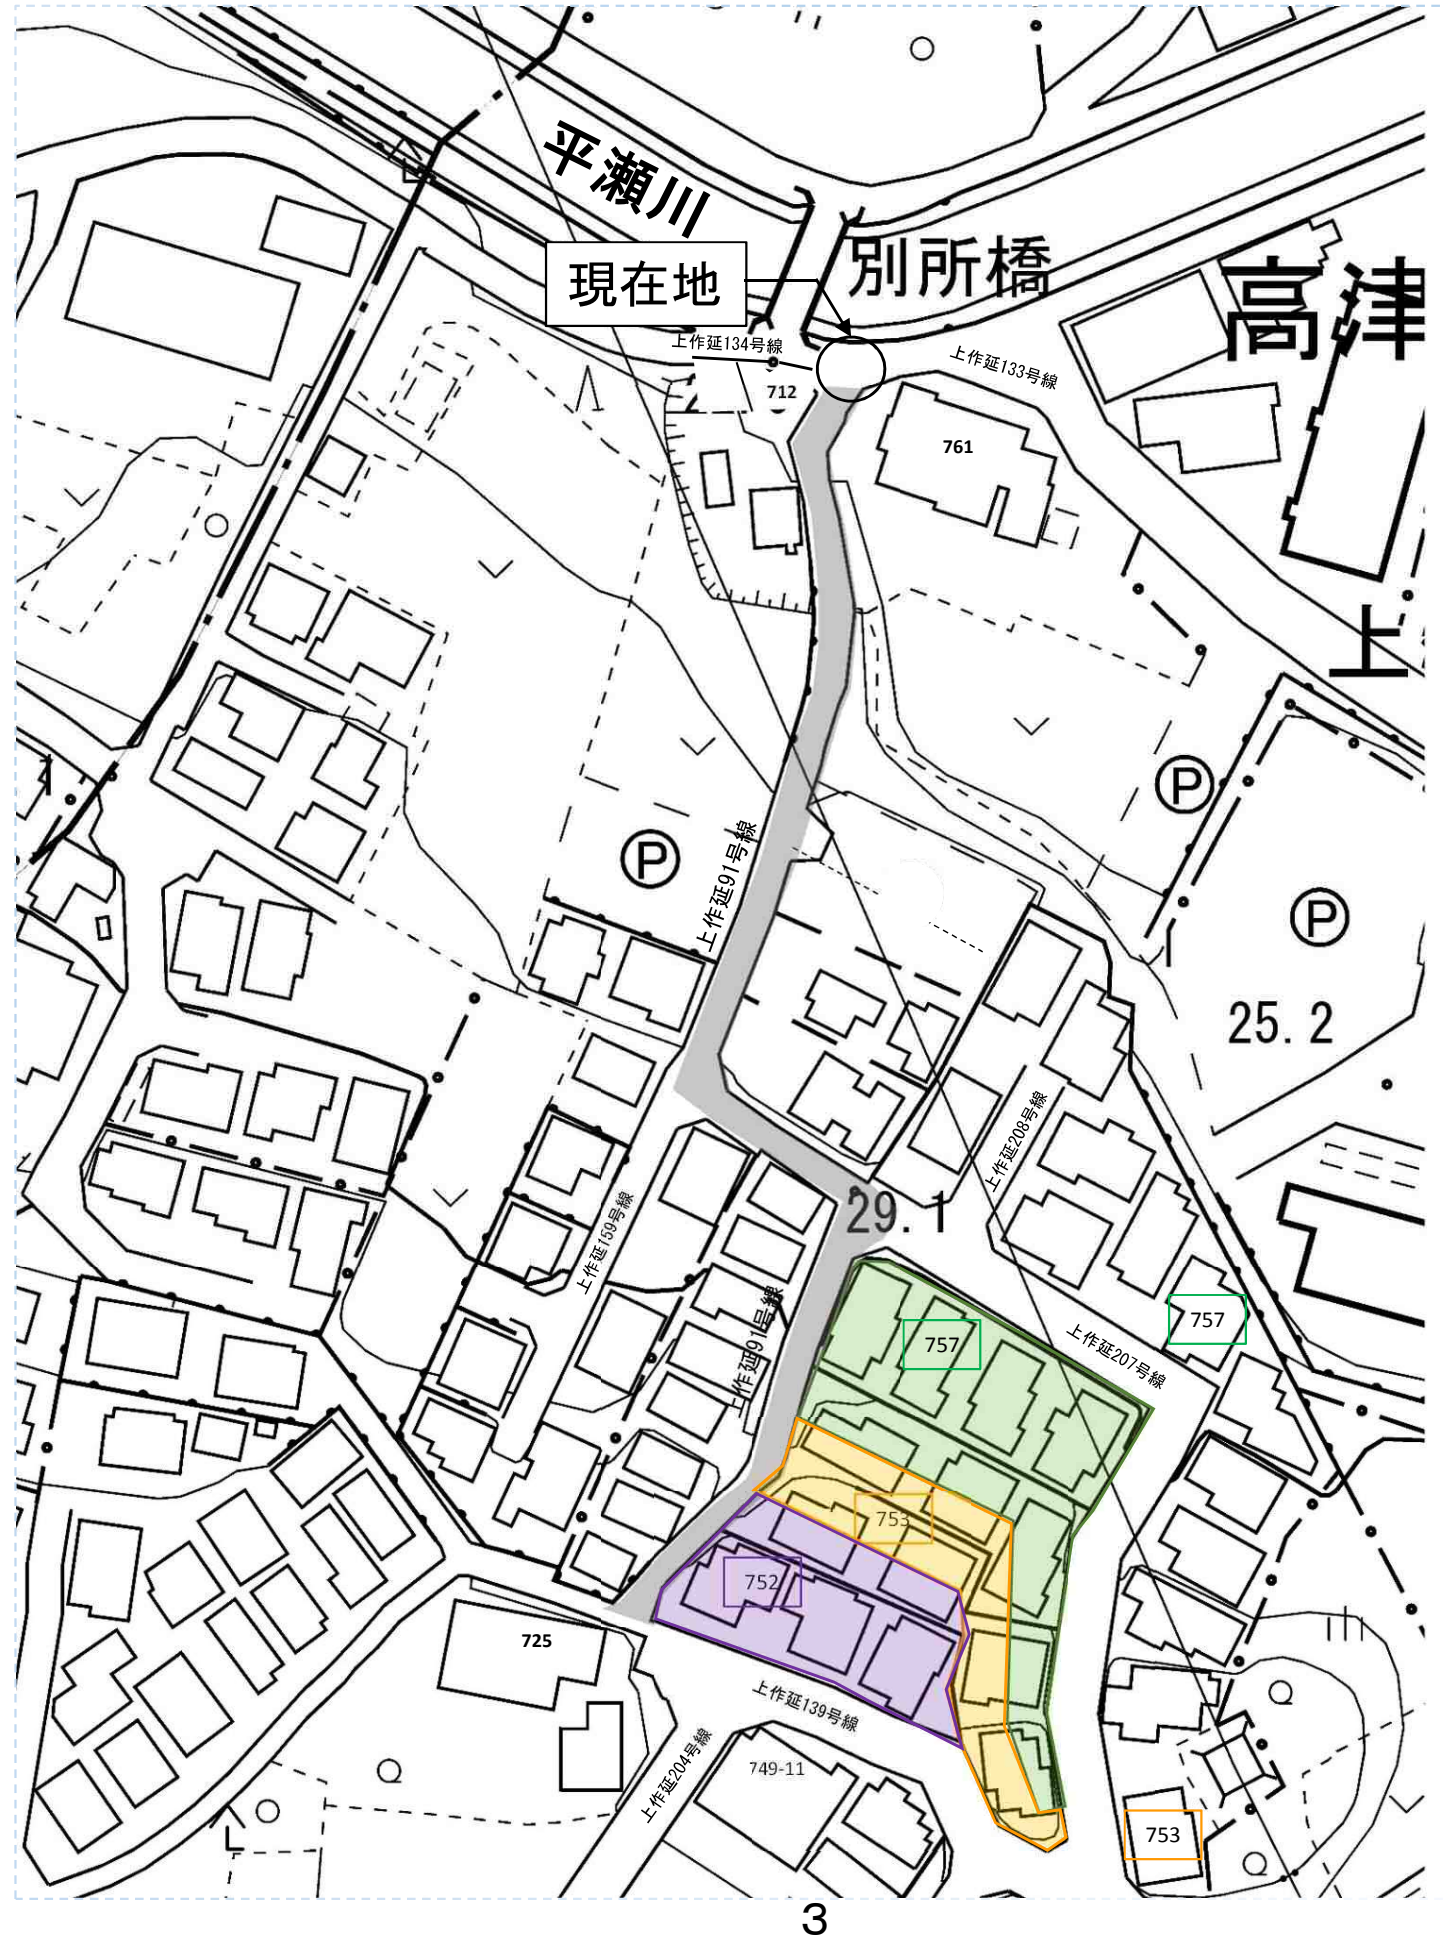 平瀬川
別所橋
現在地
高津
上作延134号線
上作延133号線
712
761
上
P
上作延91号線
P
P
25.2
上作延208号線
29.1
上作延159号線
上作延91号線
757
757
上作延207号線
753
752
725
上作延139号線
上作延204号線
749-11
753
3